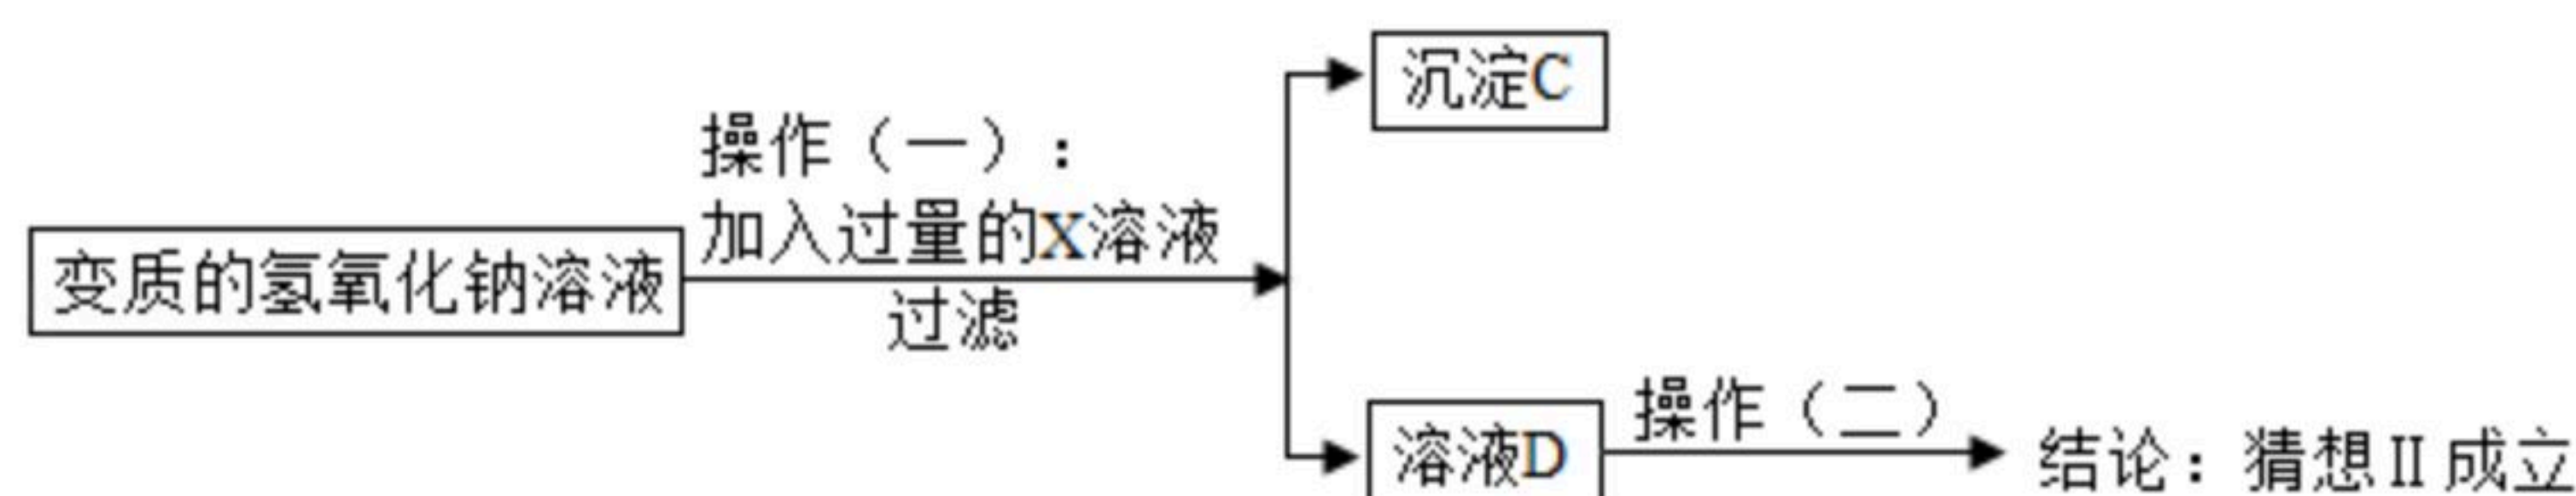 沉淀C
操作（一）：
加入过量的X溶液
变质的氢氧化钠溶液
过滤
操作（二）
溶液D
结论：猜想II成立